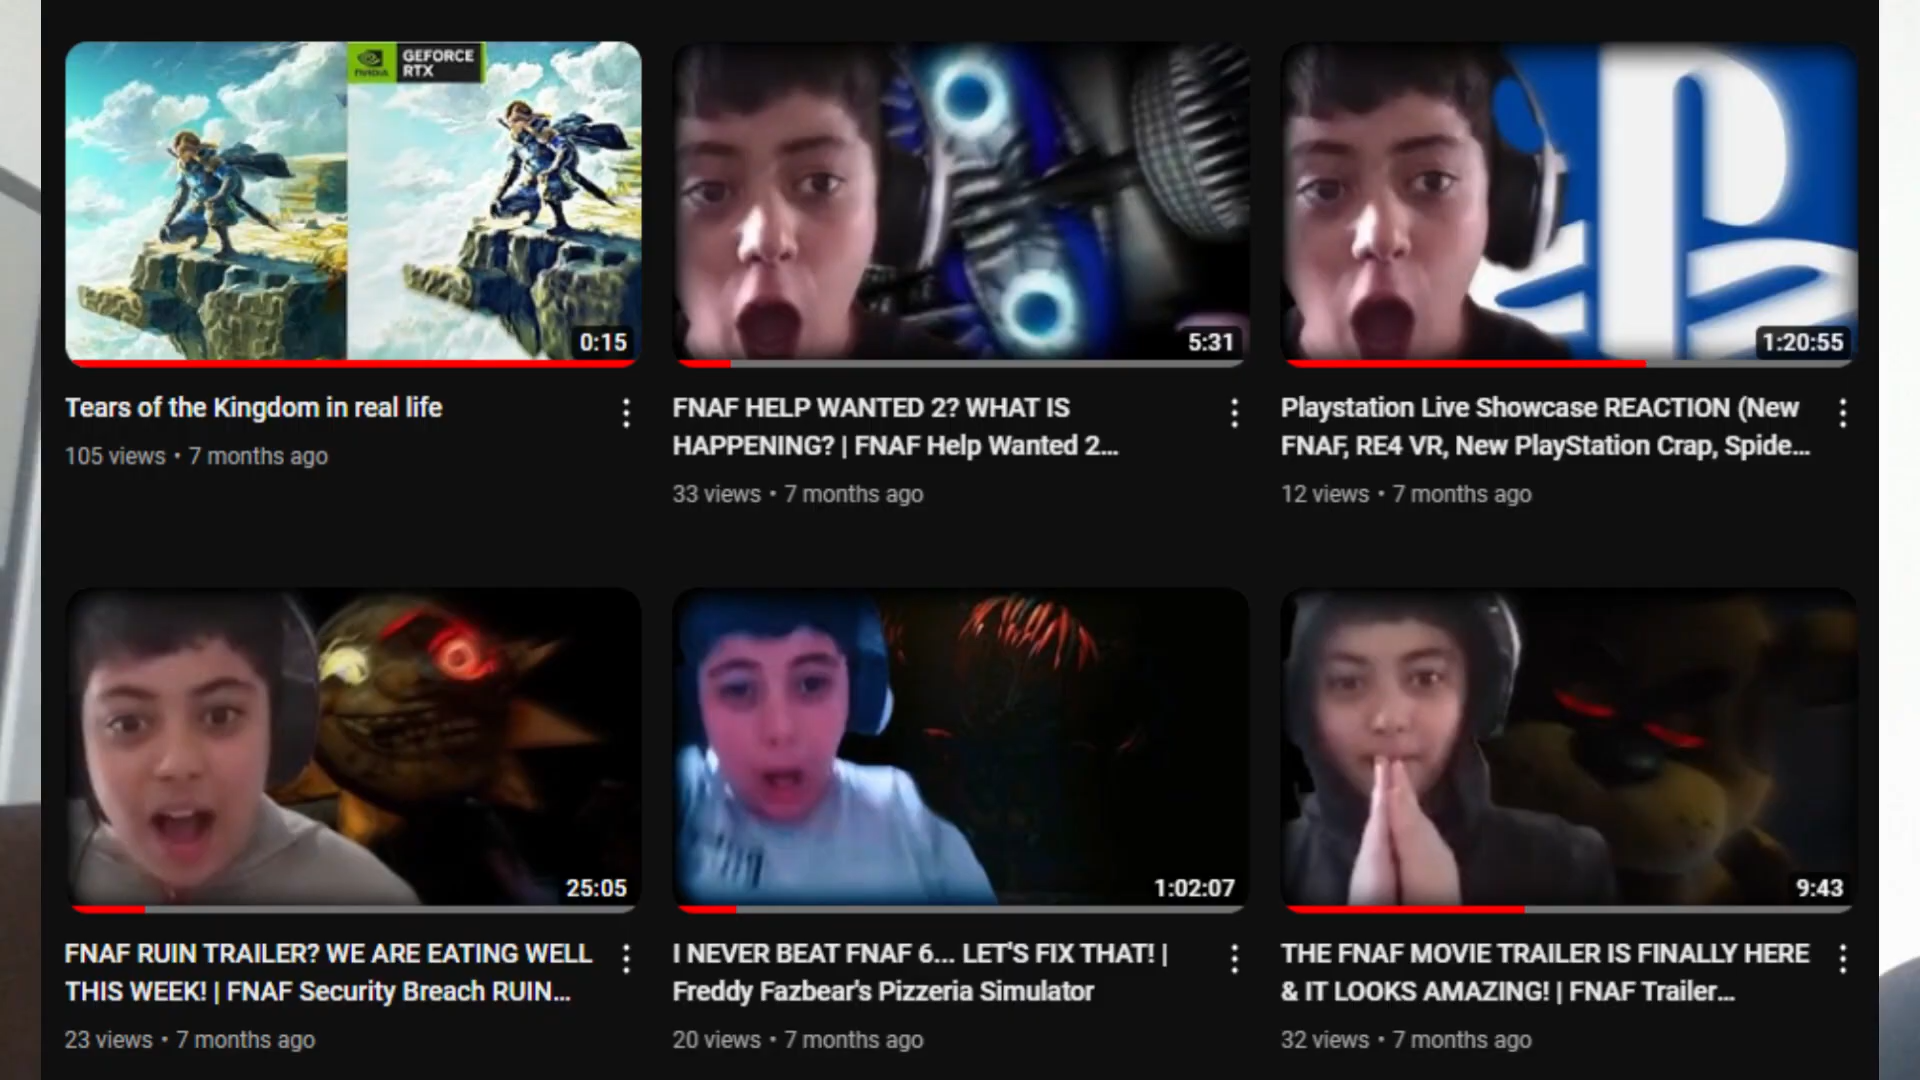 NVIDIA
GEFORCE
RTX
0:15
5:31
1:20:55
Tears of the Kingdom in real life
105 views • 7 months ago
FNAF HELP WANTED 2? WHAT IS
HAPPENING? | FNAF Help Wanted 2...
33 views • 7 months ago
Playstation Live Showcase REACTION (New
FNAF, RE4 VR, New PlayStation Crap, Spide...
12 views • 7 months ago
25:05
1:02:07
9:43
FNAF RUIN TRAILER? WE ARE EATING WELL
THIS WEEK! | FNAF Security Breach RUIN...
23 views • 7 months ago
I NEVER BEAT FNAF 6... LET'S FIX THAT! |
Freddy Fazbear's Pizzeria Simulator
20 views • 7 months ago
THE FNAF MOVIE TRAILER IS FINALLY HERE
& IT LOOKS AMAZING! | FNAF Trailer...
32 views • 7 months ago